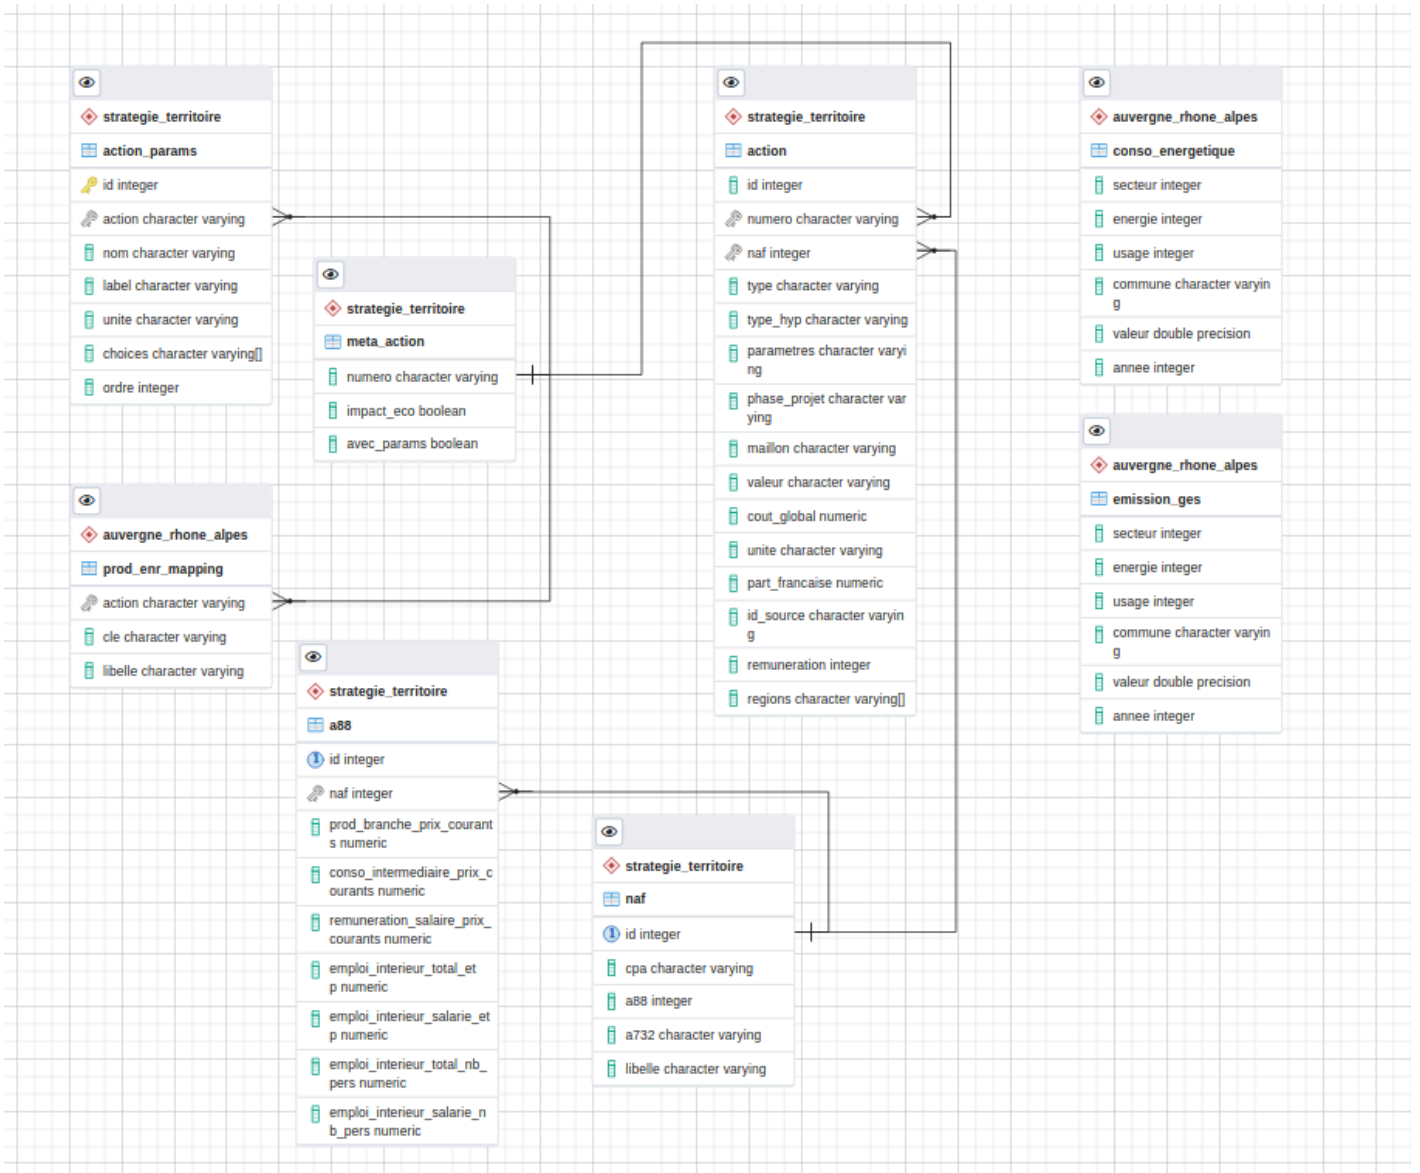 strategie_territoire
action_params
id integer
action character varying
nom character varying
label character varying
unite character varying
choices character varying[]
ordre integer
strategie_territoire
meta_action
numero character varying
impact_eco boolean
avec_params boolean
auvergne_rhone_alpes
prod_enr_mapping
action character varying
cle character varying
libelle character varying
strategie_territoire
a88
id integer
naf integer
prod_branche_prix_courant
s numeric
conso_intermediaire_prix_c
ourants numeric
remuneration_salaire_prix_
courants numeric
emploi_interieur_total_et
p numeric
emploi_interieur_salarie_et
p numeric
emploi_interieur_total_nb_
pers numeric
emploi_interieur_salarie_n
b_pers numeric
strategie_territoire
naf
id integer
cpa character varying
a88 integer
a732 character varying
libelle character varying
strategie_territoire
action
id integer
numero character varying
naf integer
type character varying
type_hyp character varying
parametres character varyi
ng
phase_projet character var
ying
maillon character varying
valeur character varying
cout_global numeric
unite character varying
part_francaise numeric
id_source character varyin
g
remuneration integer
regions character varying[]
auvergne_rhone_alpes
conso_energetique
secteur integer
energie integer
usage integer
commune character varyin
g
valeur double precision
annee integer
auvergne_rhone_alpes
emission_ges
secteur integer
energie integer
usage integer
commune character varyin
g
valeur double precision
annee integer